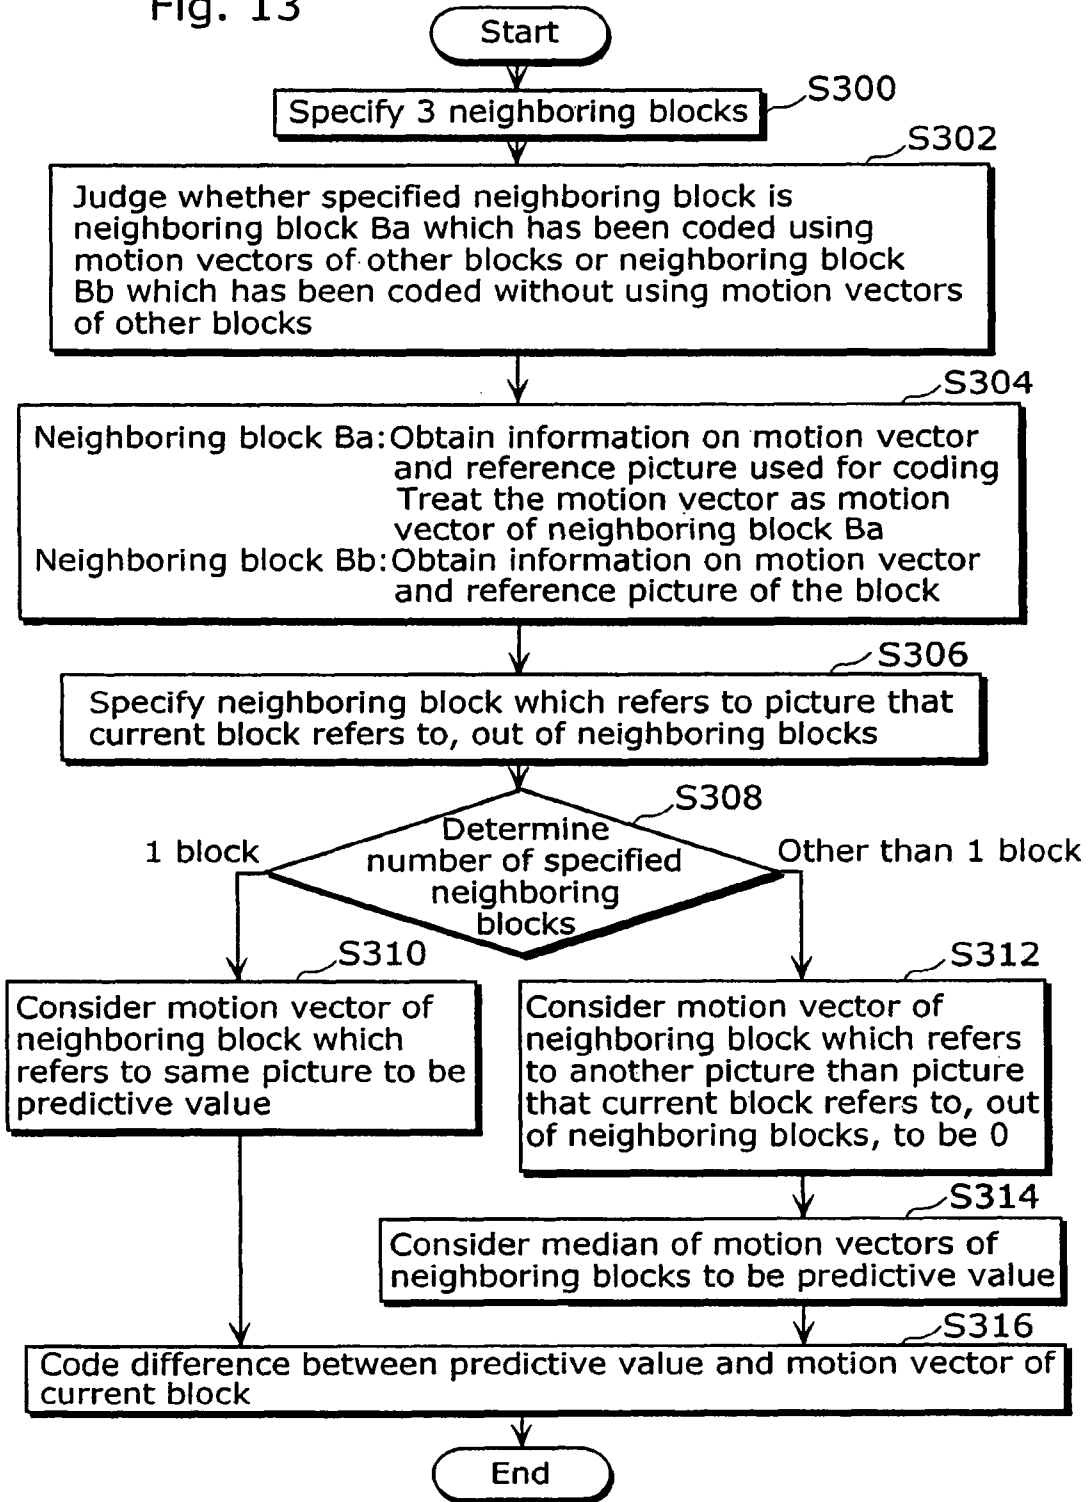 Fig. 13
Start
S300
Specify 3 neighboring blocks
S302
Judge whether specified neighboring block is
neighboring block Ba which has been coded using
motion vectors of other blocks or neighboring block
Bb which has been coded without using motion vectors
of other blocks
S304
Neighboring block Ba:Obtain information on motion vector
and reference picture used for coding
Treat the motion vector as motion
vector of neighboring block Ba
Neighboring block Bb:Obtain information on motion vector
and reference picture of the block
S306
Specify neighboring block which refers to picture that
current block refers to, out of neighboring blocks
S308
Determine
number of specified
neighboring
blocks
1 block
Other than 1 block
S310
Consider motion vector of
neighboring block which
refers to same picture to be
predictive value
S312
Consider motion vector of
neighboring block which refers
to another picture than picture
that current block refers to, out
of neighboring blocks, to be 0
S314
Consider median of motion vectors of
neighboring blocks to be predictive value
S316
Code difference between predictive value and motion vector of
current block
End